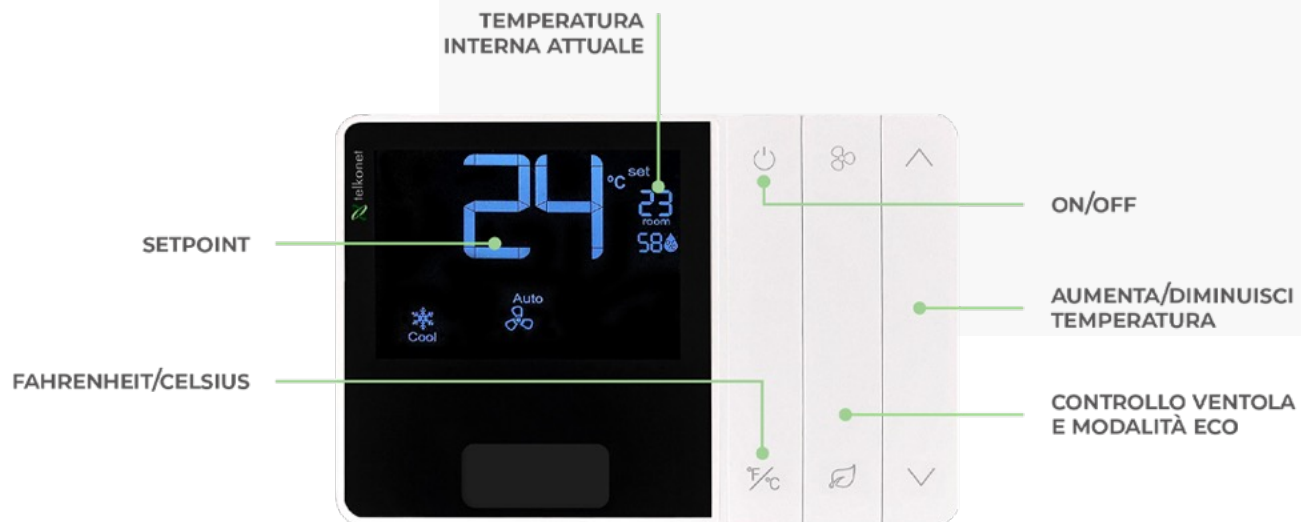 TEMPERATURA
INTERNA ATTUALE
telkonet
24 °C set
23
room
58
SETPOINT
Auto
Cool
ON/OFF
AUMENTA/DIMINUISCI
TEMPERATURA
FAHRENHEIT/CELSIUS
CONTROLLO VENTOLA
E MODALITÀ ECO
°F/°C